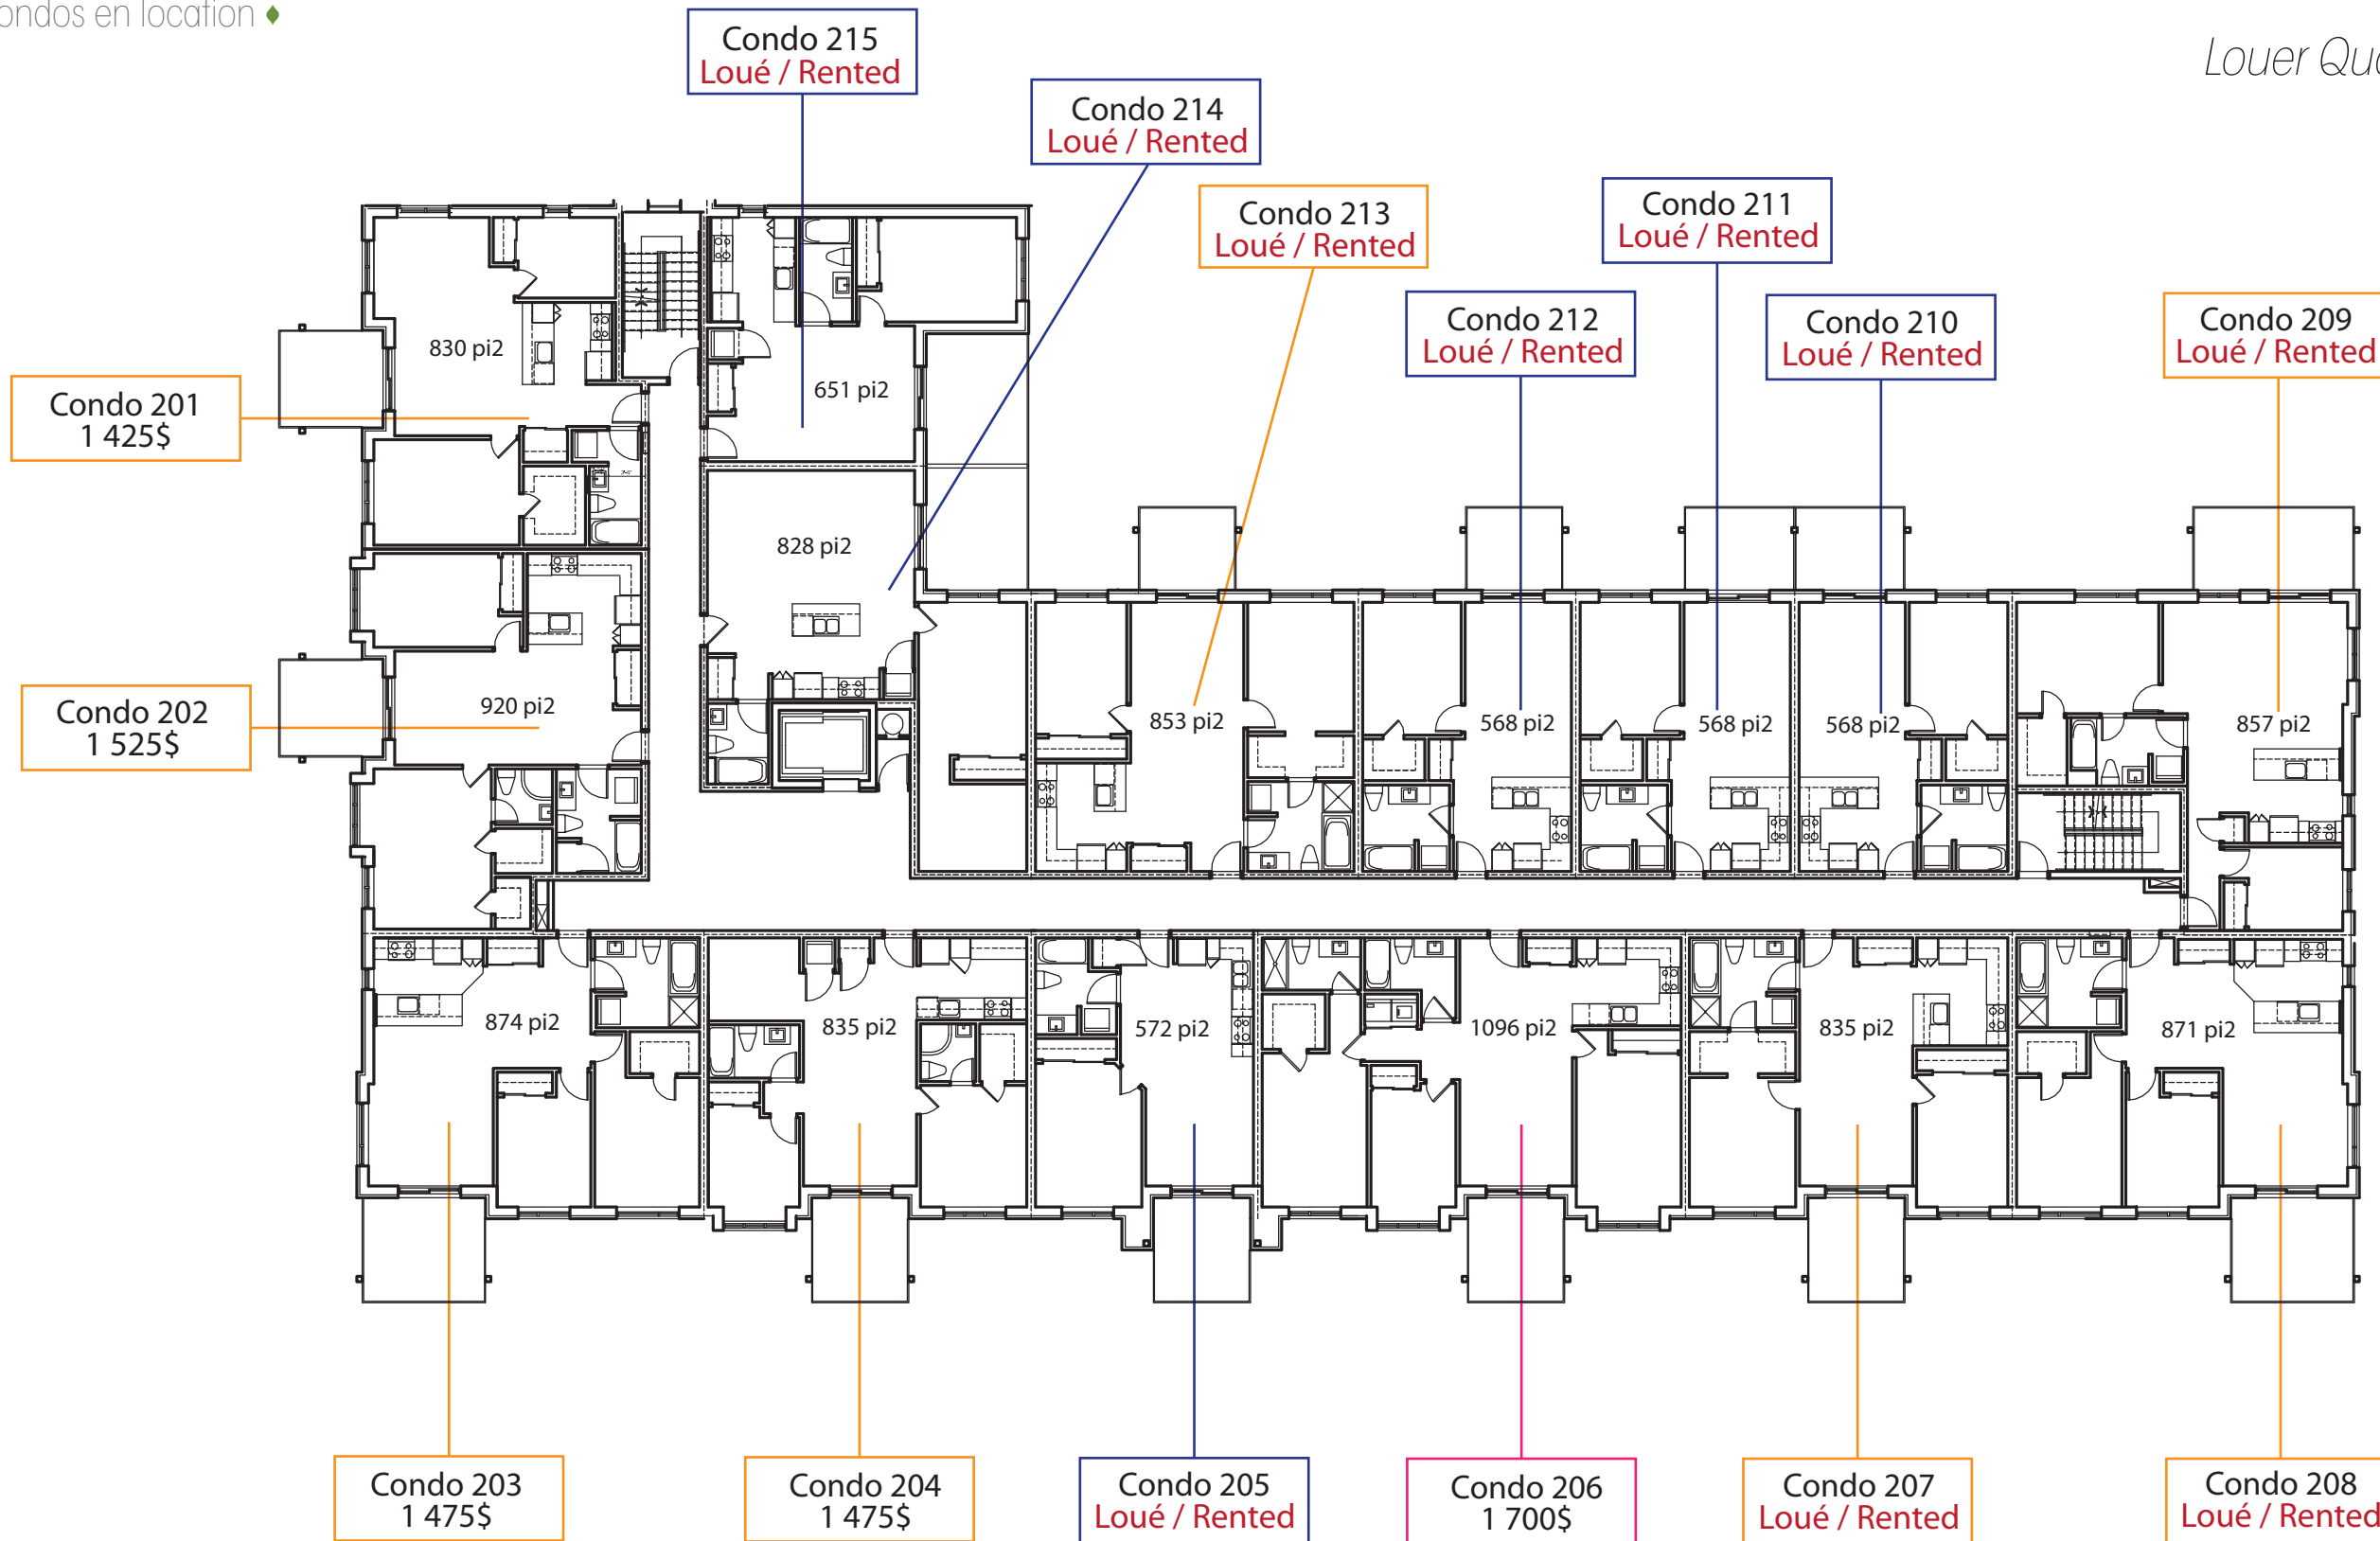 en location
Louer
Condo 215
Loué / Rented
Condo 214
Loué / Rented
Condo 213
Loué / Rented
Condo 211
Loué / Rented
Condo 212
Loué / Rented
Condo 210
Loué / Rented
Condo 209
Loué / Rented
830 pi2
651 pi2
Condo 201
1 425$
828 pi2
920 pi2
Condo 202
1 525$
853 pi2
568 pi2
568 pi2
568 pi2
857 pi2
874 pi2
835 pi2
572 pi2
1096 pi2
835 pi2
871 pi2
Condo 203
1 475$
Condo 204
1 475$
Condo 205
Loué / Rented
Condo 206
1 700$
Condo 207
Loué / Rented
Condo 208
Loué / Rented